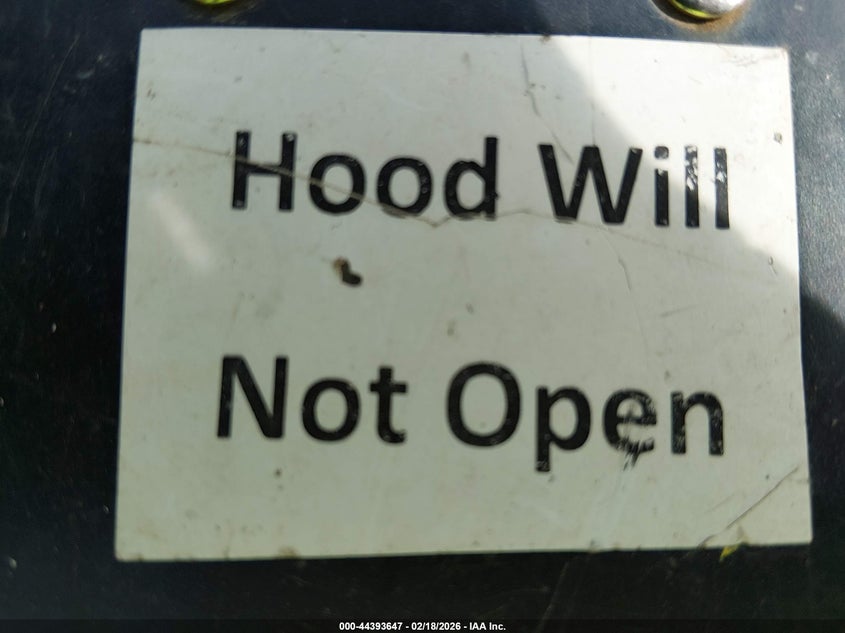 Hood Will
Not Open
000-44393647 - 02/18/2026 - IAA Inc.